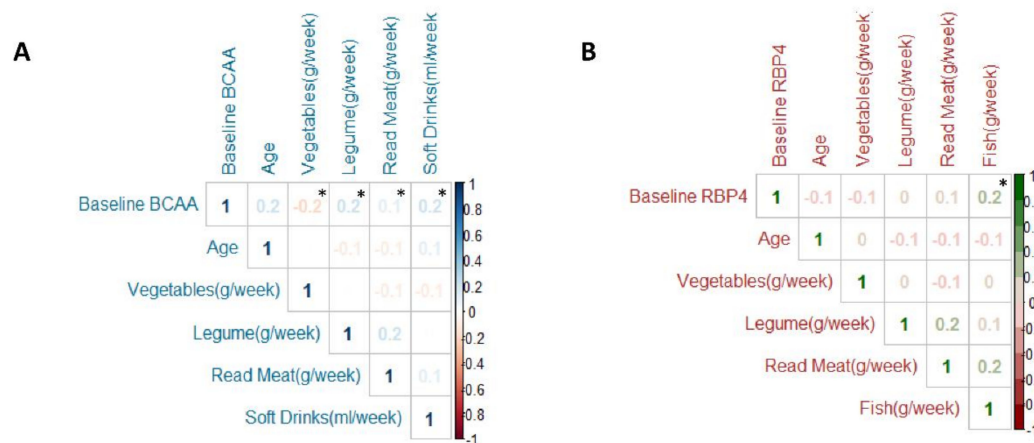 A
Baseline BCAA
Age
Vegetables(g/week)
Legume(g/week)
Read Meat(g/week)
Soft Drinks(ml/week)
Baseline BCAA 1 0.2 -0.2* 0.2* 0.1* 0.2*
Age 1 -0.1 -0.1 0.1
Vegetables(g/week) 1 -0.1 -0.1
Legume(g/week) 1 0.2
Read Meat(g/week) 1 0.1
Soft Drinks(ml/week) 1
1
0.8
0.6
0.4
0.2
0
-0.2
-0.4
-0.6
-0.8
-1
B
Baseline RBP4
Age
Vegetables(g/week)
Legume(g/week)
Read Meat(g/week)
Fish(g/week)
Baseline RBP4 1 -0.1 -0.1 0 0.1 0.2*
Age 1 0 -0.1 -0.1 -0.1
Vegetables(g/week) 1 0 -0.1 0
Legume(g/week) 1 0.2 0.1
Read Meat(g/week) 1 0.2
Fish(g/week) 1